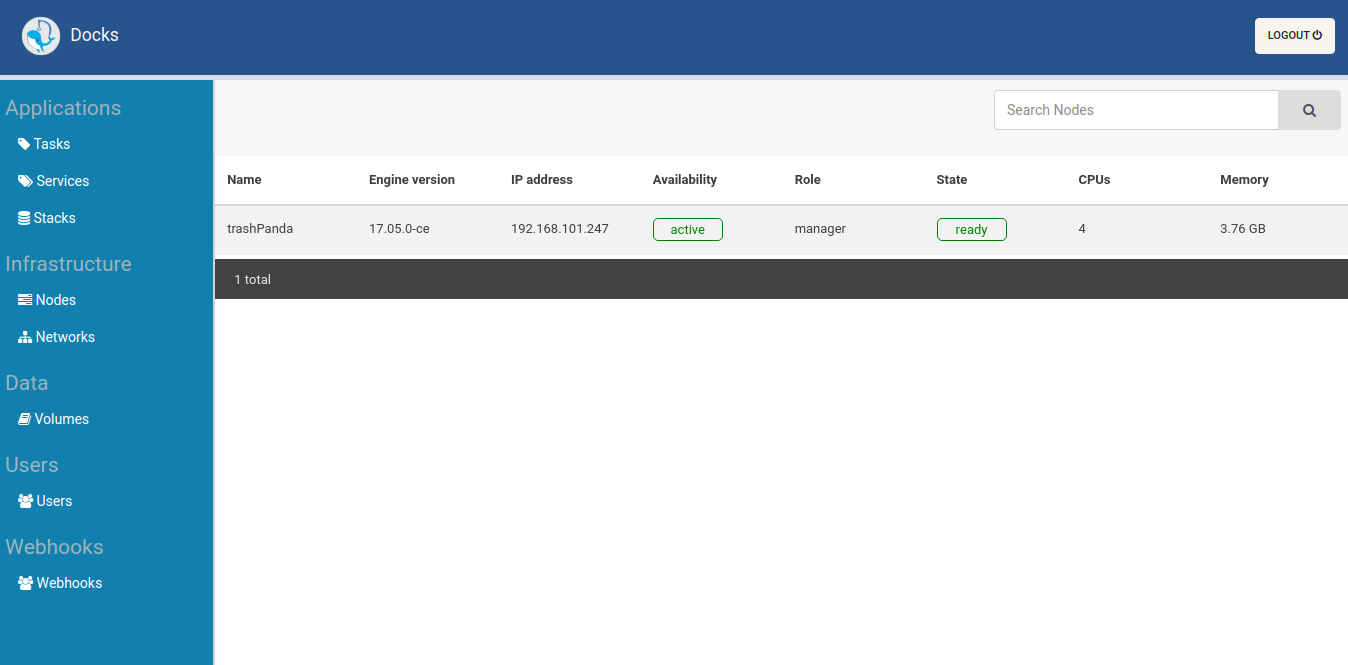 Docks
LOGOUT
Applications
Tasks
Services
Stacks
Infrastructure
Nodes
Networks
Data
Volumes
Users
Users
Webhooks
Webhooks
Search Nodes
Name Engine version IP address Availability Role State CPUs Memory
trashPanda 17.05.0-ce 192.168.101.247 active manager ready 4 3.76 GB
1 total